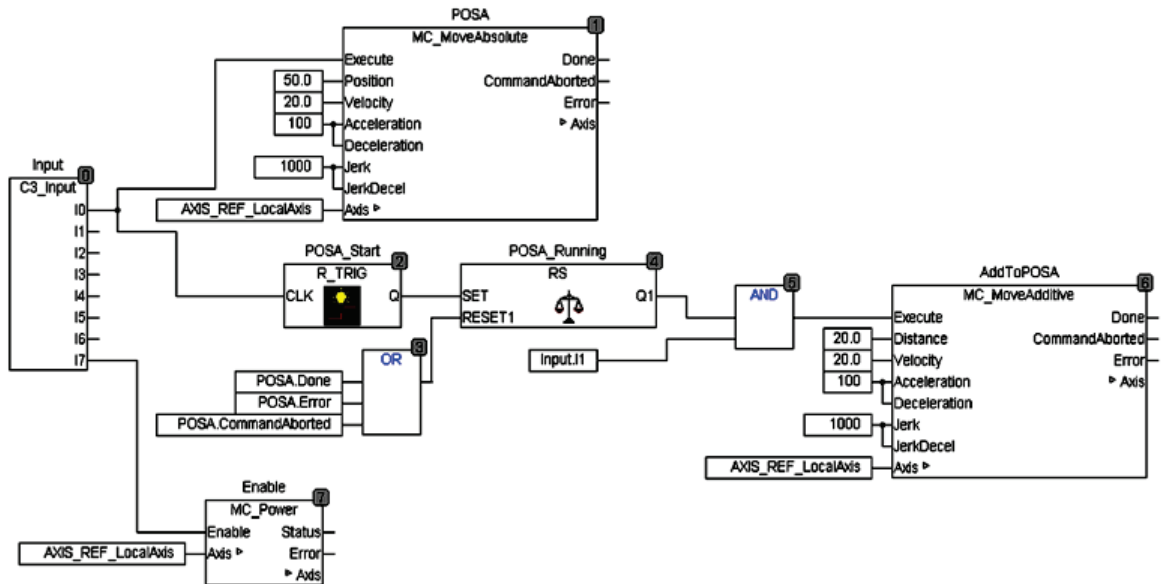 POSA
1
MC_MoveAbsolute
Execute Done
50.0 Position CommandAborted
20.0 Velocity Error
100 Acceleration Axis
Deceleration
1000 Jerk
JerkDecel
AXIS_REF_LocalAxis Axis
Input
0
C3_Input
I0
I1
I2
I3
I4
I5
I6
I7
POSA_Start
2
R_TRIG
CLK Q
POSA_Running
4
RS
SET Q1
RESET1
3
OR
POSA.Done
POSA.Error
POSA.CommandAborted
5
AND
Input.I1
AddToPOSA
6
MC_MoveAdditive
Execute Done
20.0 Distance CommandAborted
20.0 Velocity Error
100 Acceleration Axis
Deceleration
1000 Jerk
JerkDecel
AXIS_REF_LocalAxis Axis
Enable
7
MC_Power
Enable Status
AXIS_REF_LocalAxis Axis Error
Axis